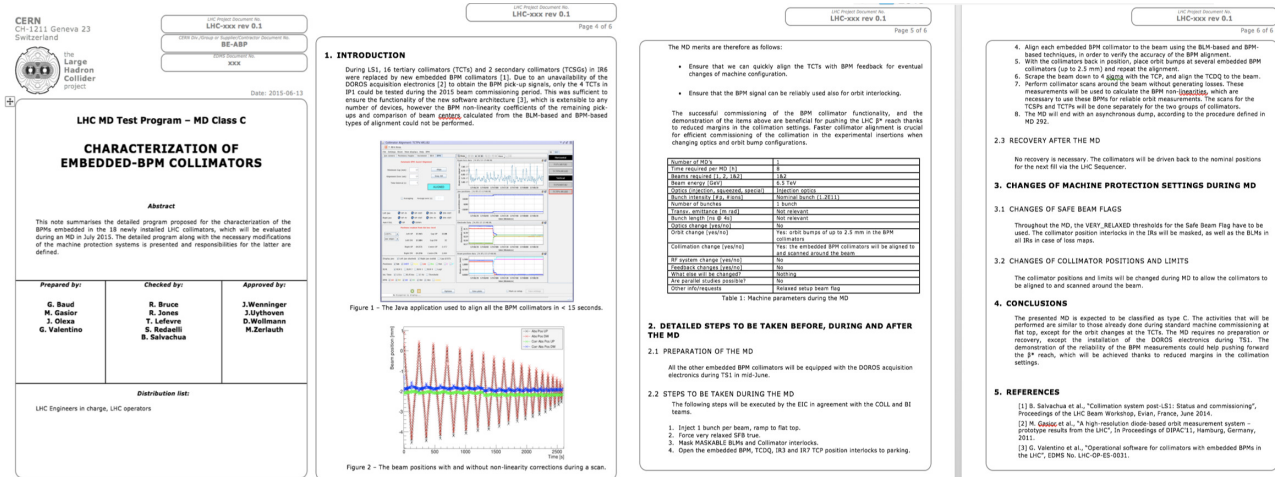 CERN
CH-1211 Geneva 23
Switzerland
the
Large
Hadron
Collider
project
LHC Project Document No.
LHC-xxx rev 0.1
CERN Div./Group or Supplier/Contractor Document No.
BE-ABP
EDMS Document No.
xxx
Date: 2015-06-13
LHC MD Test Program – MD Class C
CHARACTERIZATION OF
EMBEDDED-BPM COLLIMATORS
Abstract
This note summarises the detailed program proposed for the characterization of the
BPMs embedded in the 18 newly installed LHC collimators, which will be evaluated
during an MD in July 2015. The detailed program along with the necessary modifications
of the machine protection systems is presented and responsibilities for the latter are
defined.
Prepared by:
G. Baud
M. Gasior
J. Olexa
G. Valentino
Checked by:
R. Bruce
R. Jones
T. Lefevre
S. Redaelli
B. Salvachua
Approved by:
J.Wenninger
J.Uythoven
D.Wollmann
M.Zerlauth
Distribution list:
LHC Engineers in charge, LHC operators
LHC Project Document No.
LHC-xxx rev 0.1
Page 4 of 6
1. INTRODUCTION
During LS1, 16 tertiary collimators (TCTs) and 2 secondary collimators (TCSGs) in IR6
were replaced by new embedded BPM collimators [1]. Due to an unavailability of the
DOROS acquisition electronics [2] to obtain the BPM pick-up signals, only the 4 TCTs in
IP1 could be tested during the 2015 beam commissioning period. This was sufficient to
ensure the functionality of the new software architecture [3], which is extensible to any
number of devices, however the BPM non-linearity coefficients of the remaining pick-
ups and comparison of beam centers, calculated from the BLM-based and BPM-based
types of alignment could not be performed.
Figure 1 – The Java application used to align all the BPM collimators in < 15 seconds.
Beam position [mm]
1
0
-1
-2
-3
-4
0
500
1000
1500
2000
2500
Time [s]
Figure 2 – The beam positions with and without non-linearity corrections during a scan.
LHC Project Document No.
LHC-xxx rev 0.1
Page 5 of 6
The MD merits are therefore as follows:
• Ensure that we can quickly align the TCTs with BPM feedback for eventual
changes of machine configuration.
• Ensure that the BPM signal can be reliably used also for orbit interlocking.
The successful commissioning of the BPM collimator functionality, and the
demonstration of the items above are beneficial for pushing the LHC β* reach thanks
to reduced margins in the collimation settings. Faster collimator alignment is crucial
for efficient commissioning of the collimation in the experimental insertions when
changing optics and orbit bump configurations.
Number of MD's 1
Time required per MD [h] 8
Beams required [1, 2, 1&2] 1&2
Beam energy [GeV] 6.5 TeV
Optics (injection, squeezed, special) Injection optics
Bunch intensity [#p, #ions] Nominal bunch (1.2011)
Number of bunches 1 bunch
Transv. emittance [m rad] Not relevant
Bunch length [ns @ 4s] Not relevant
Optics change [yes/no] No
Orbit change [yes/no] Yes: orbit bumps of up to 2.5 mm in the BPM
collimators
Collimation change [yes/no] Yes: the embedded BPM collimators will be aligned to
and scanned around the beam
RF system change [yes/no] No
Feedback changes [yes/no] No
What else will be changed? Nothing
Are parallel studies possible? No
Other info/requests Relaxed setup beam flag
Table 1: Machine parameters during the MD
2. DETAILED STEPS TO BE TAKEN BEFORE, DURING AND AFTER
THE MD
2.1 PREPARATION OF THE MD
All the other embedded BPM collimators will be equipped with the DOROS acquisition
electronics during TS1 in mid-June.
2.2 STEPS TO BE TAKEN DURING THE MD
The following steps will be executed by the EIC in agreement with the COLL and BI
teams.
1. Inject 1 bunch per beam, ramp to flat top.
2. Force very relaxed SFB true.
3. Mask MASKABLE BLMs and Collimator interlocks.
4. Open the embedded BPM, TCDQ, IR3 and IR7 TCP position interlocks to parking.
LHC Project Document No.
LHC-xxx rev 0.1
Page 6 of 6
4. Align each embedded BPM collimator to the beam using the BLM-based and BPM-
based techniques, in order to verify the accuracy of the BPM alignment.
5. With the collimators back in position, place orbit bumps at several embedded BPM
collimators (up to 2.5 mm) and repeat the alignment.
6. Scrape the beam down to 4 sigma with the TCP, and align the TCDQ to the beam.
7. Perform collimator scans around the beam without generating losses. These
measurements will be used to calculate the BPM non-linearities, which are
necessary to use these BPMs for reliable orbit measurements. The scans for the
TCSPs and TCTPs will be done separately for the two groups of collimators.
8. The MD will end with an asynchronous dump, according to the procedure defined in
MD 292.
2.3 RECOVERY AFTER THE MD
No recovery is necessary. The collimators will be driven back to the nominal positions
for the next fill via the LHC Sequencer.
3. CHANGES OF MACHINE PROTECTION SETTINGS DURING MD
3.1 CHANGES OF SAFE BEAM FLAGS
Throughout the MD, the VERY_RELAXED thresholds for the Safe Beam Flag have to be
used. The collimator position interlocks in the IRs will be masked, as well as the BLMs in
all IRs in case of loss maps.
3.2 CHANGES OF COLLIMATOR POSITIONS AND LIMITS
The collimator positions and limits will be changed during MD to allow the collimators to
be aligned to and scanned around the beam.
4. CONCLUSIONS
The presented MD is expected to be classified as type C. The activities that will be
performed are similar to those already done during standard machine commissioning at
flat top, except for the orbit changes at the TCTs. The MD requires no preparation or
recovery, except the installation of the DOROS electronics during TS1. The
demonstration of the reliability of the BPM measurements could help pushing forward
the β* reach, which will be achieved thanks to reduced margins in the collimation
settings.
5. REFERENCES
[1] B. Salvachua et al., "Collimation system post-LS1: Status and commissioning",
Proceedings of the LHC Beam Workshop, Evian, France, June 2014.
[2] M. Gasior et al., "A high-resolution diode-based orbit measurement system –
prototype results from the LHC", In Proceedings of DIPAC'11, Hamburg, Germany,
2011.
[3] G. Valentino et al., "Operational software for collimators with embedded BPMs in
the LHC", EDMS No. LHC-OP-ES-0031.